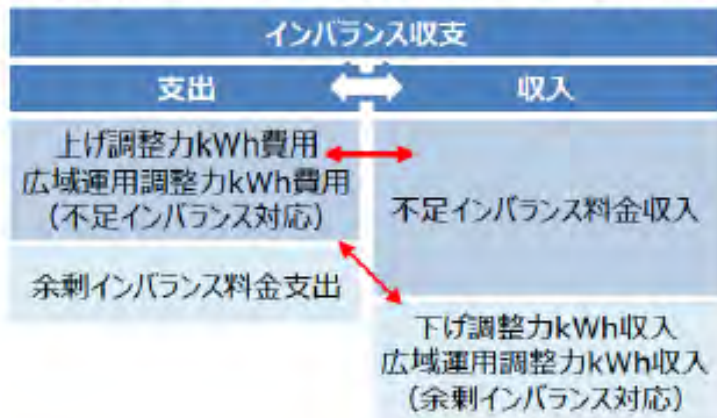 インバランス収支
支出
収入
上げ調整力kWh費用
広域運用調整力kWh費用
（不足インバランス対応）
余剰インバランス料金支出
不足インバランス料金収入
下げ調整力kWh収入
広域運用調整力kWh収入
（余剰インバランス対応）